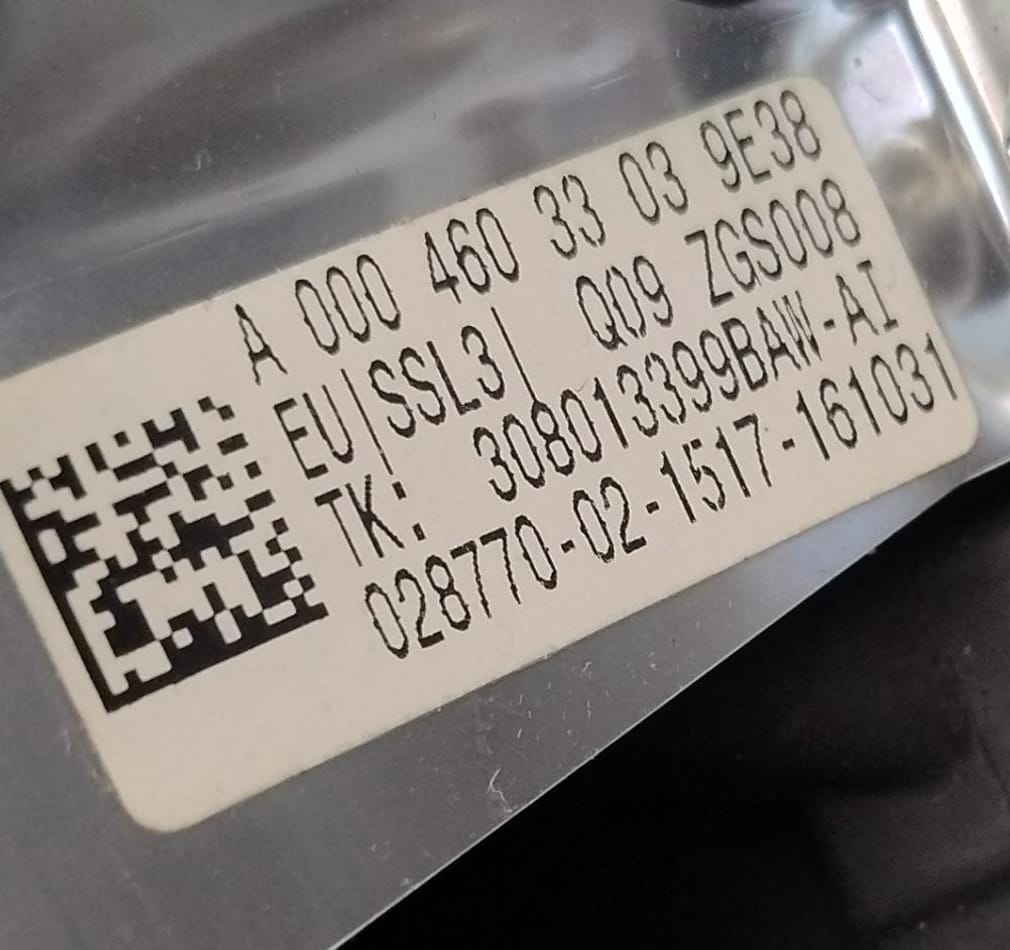 A 000 460 33 03 9E38
EU|SSL3| Q09 ZGS008
TK: 308013399BAW-AI
028770-02-1517-161031